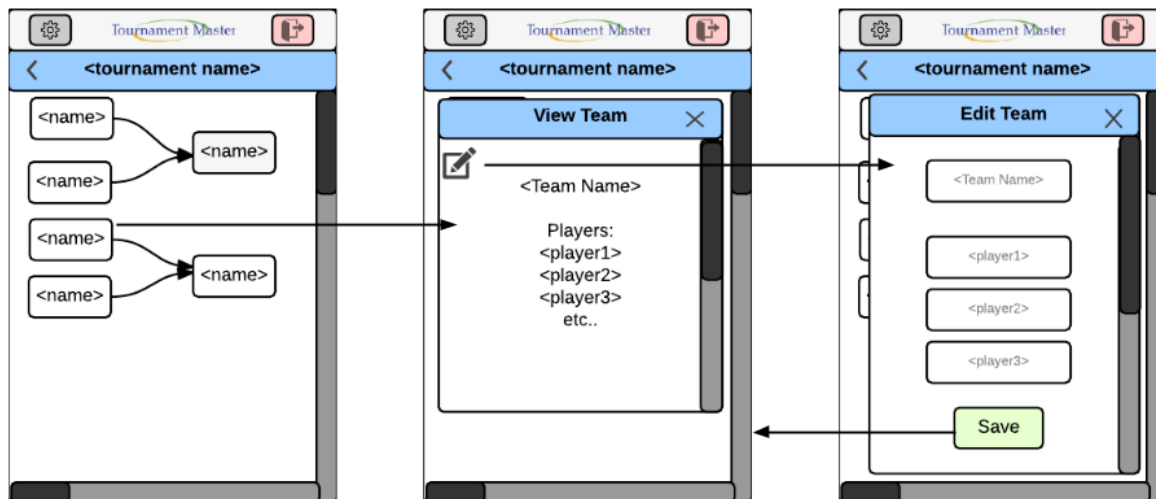 Tournament Master
<tournament name>
<name>
<name>
<name>
<name>
<name>
<name>
Tournament Master
<tournament name>
View Team
<Team Name>
Players:
<player1>
<player2>
<player3>
etc..
Tournament Master
<tournament name>
Edit Team
<Team Name>
<player1>
<player2>
<player3>
Save